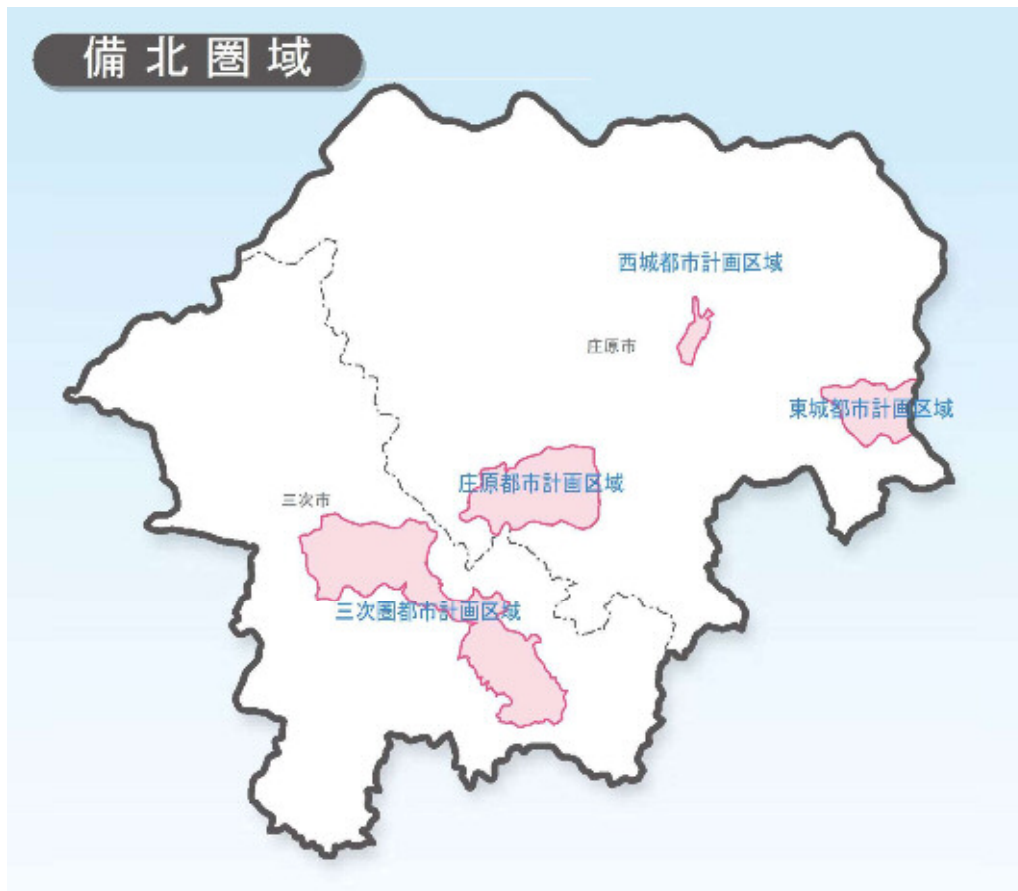 備北圏域
西城都市計画区域
庄原市
東城都市計画区域
庄原都市計画区域
三次市
三次圏都市計画区域